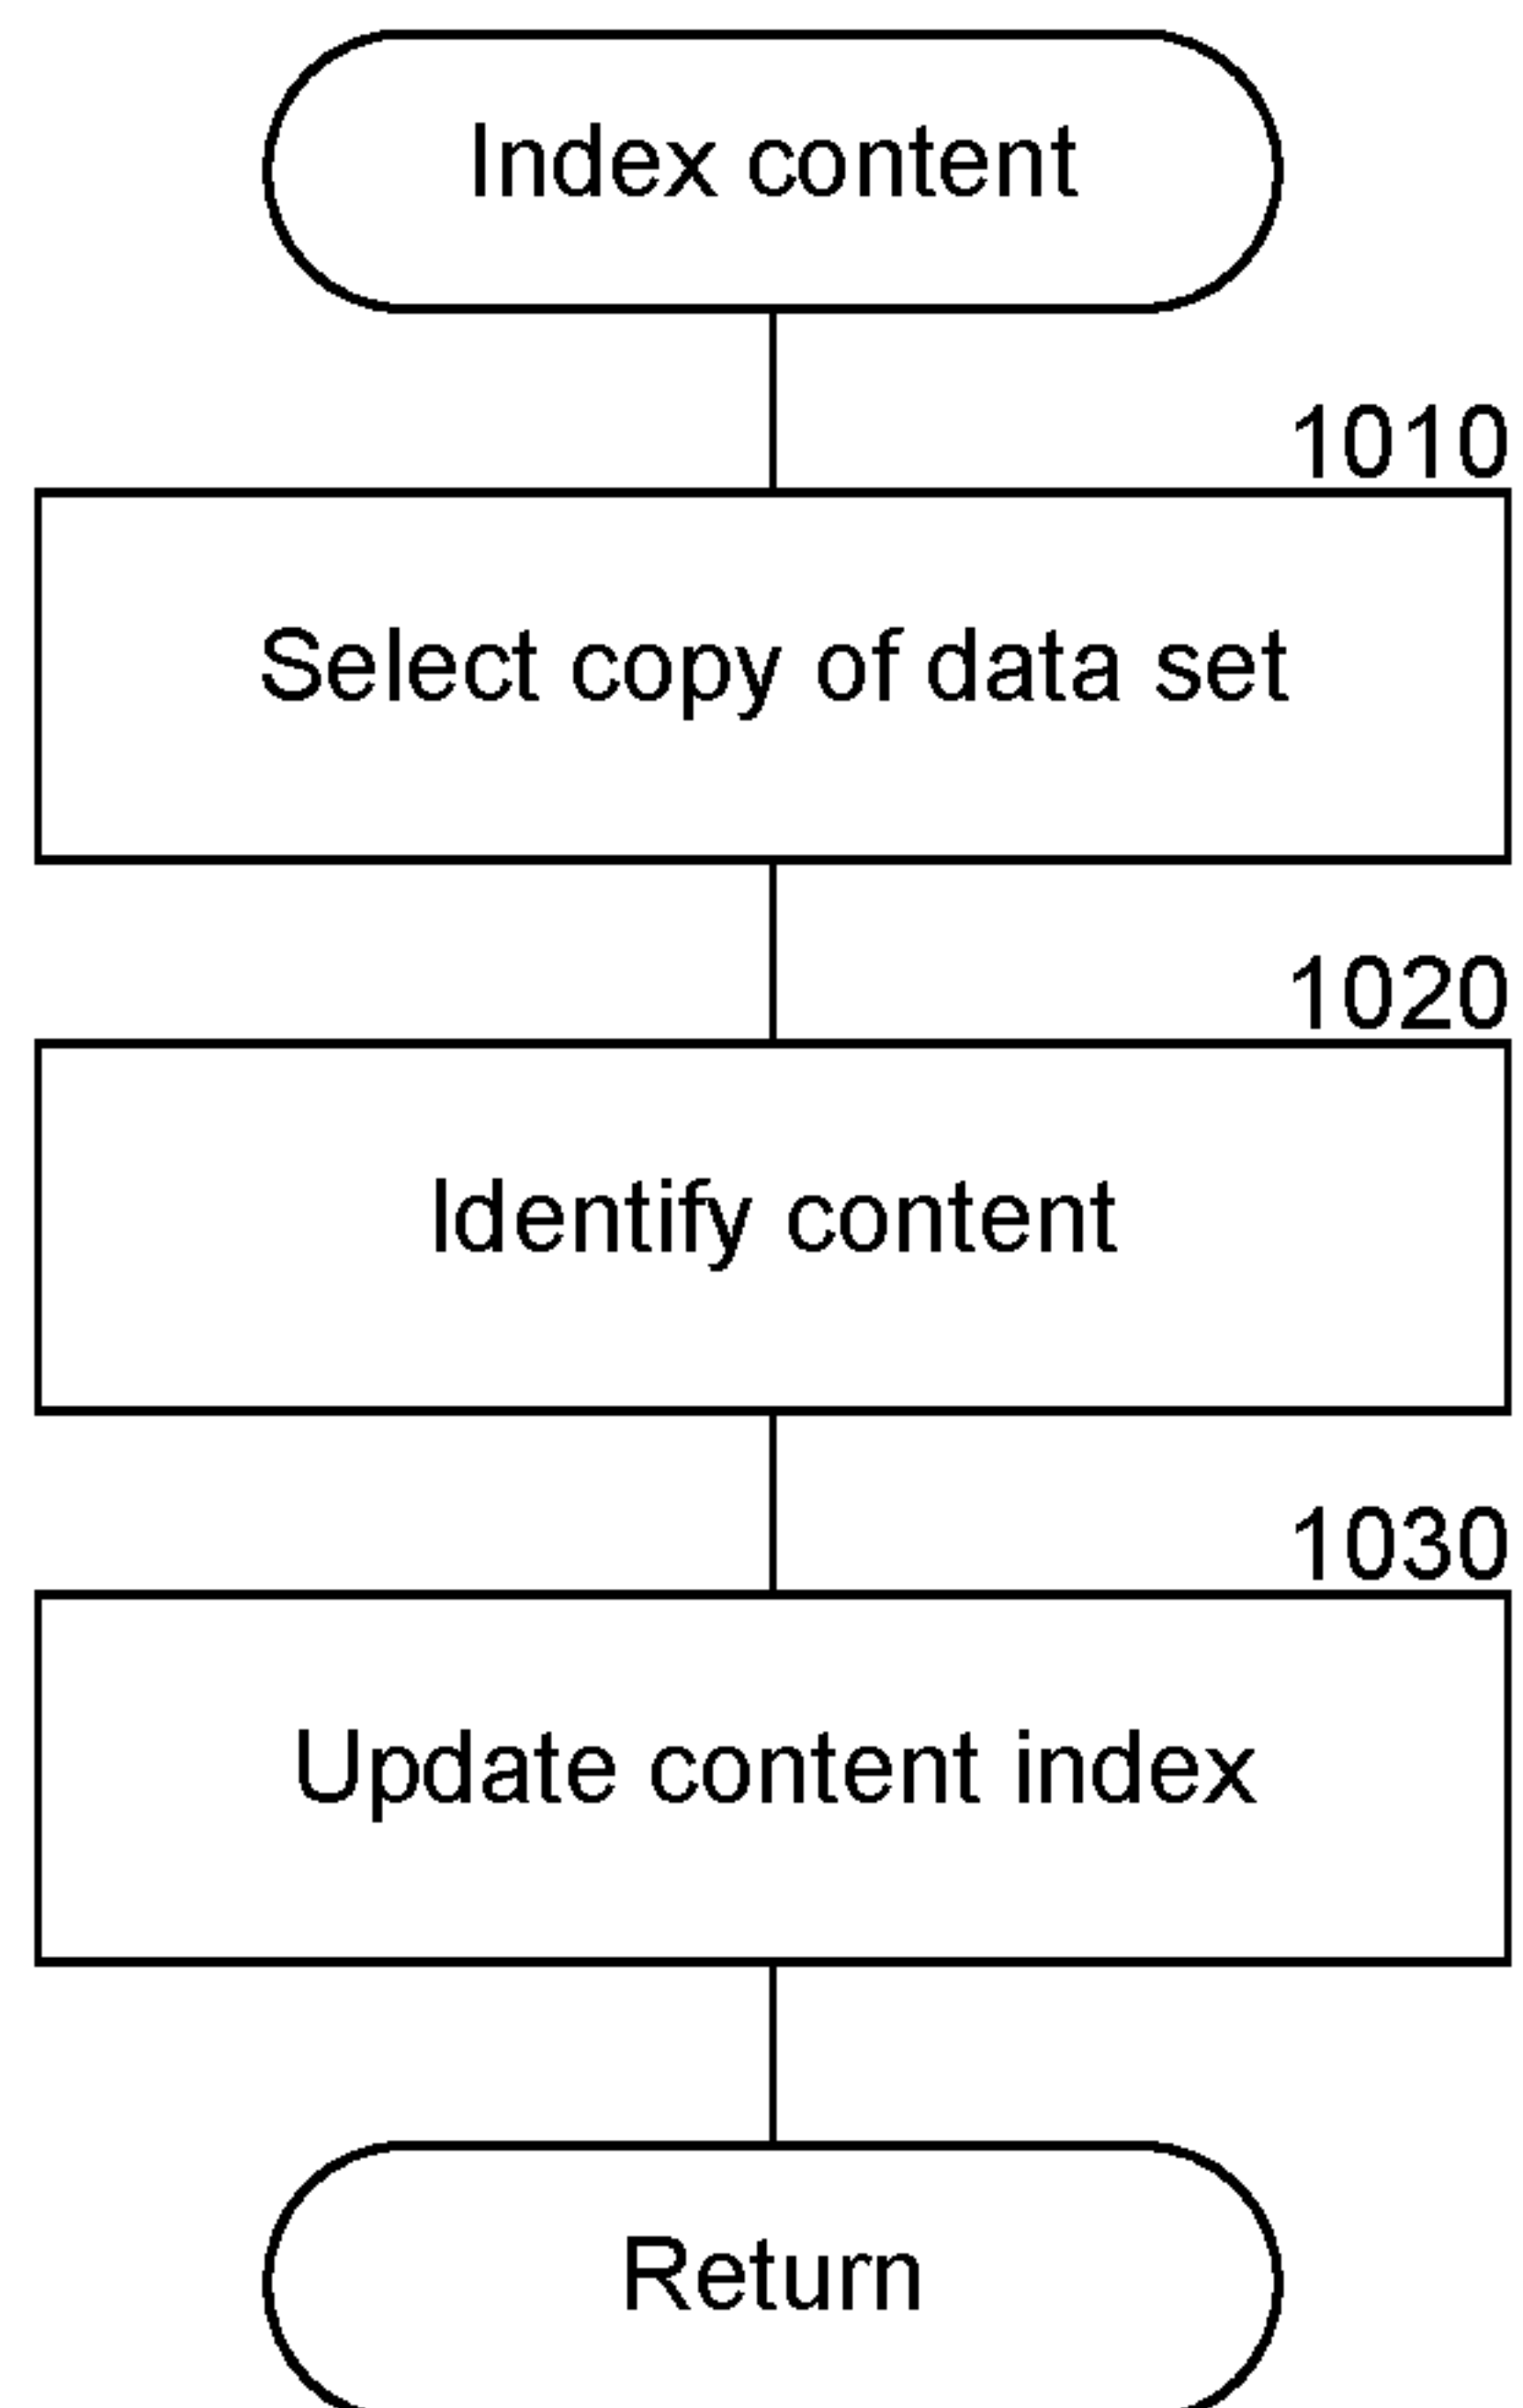 Index content
1010
Select copy of data set
1020
Identify content
1030
Update content index
Return